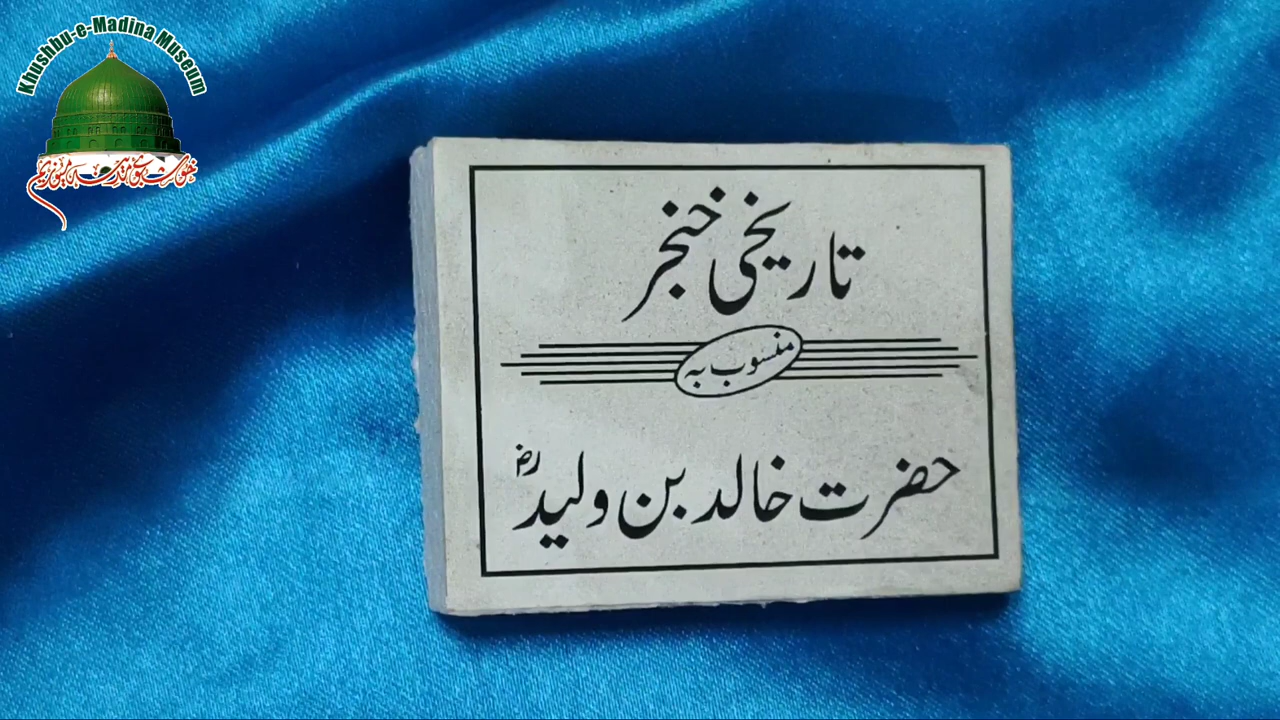 Khushbu-e-Madina Museum
تاریخی خنجر
منسوب بہ
حضرت خالد بن ولیدؓ